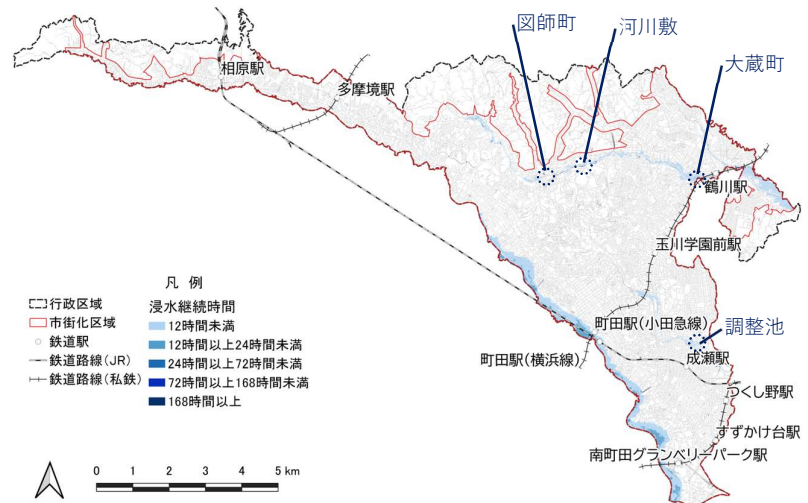 図師町
河川敷
大蔵町
相原駅
多摩境駅
鶴川駅
玉川学園前駅
凡 例
行政区域
市街化区域
鉄道駅
鉄道路線(JR)
鉄道路線(私鉄)
浸水継続時間
12時間未満
12時間以上24時間未満
24時間以上72時間未満
72時間以上168時間未満
168時間以上
町田駅(小田急線)
調整池
町田駅(横浜線)
成瀬駅
つくし野駅
すずかけ台駅
南町田グランベリーパーク駅
0 1 2 3 4 5 km